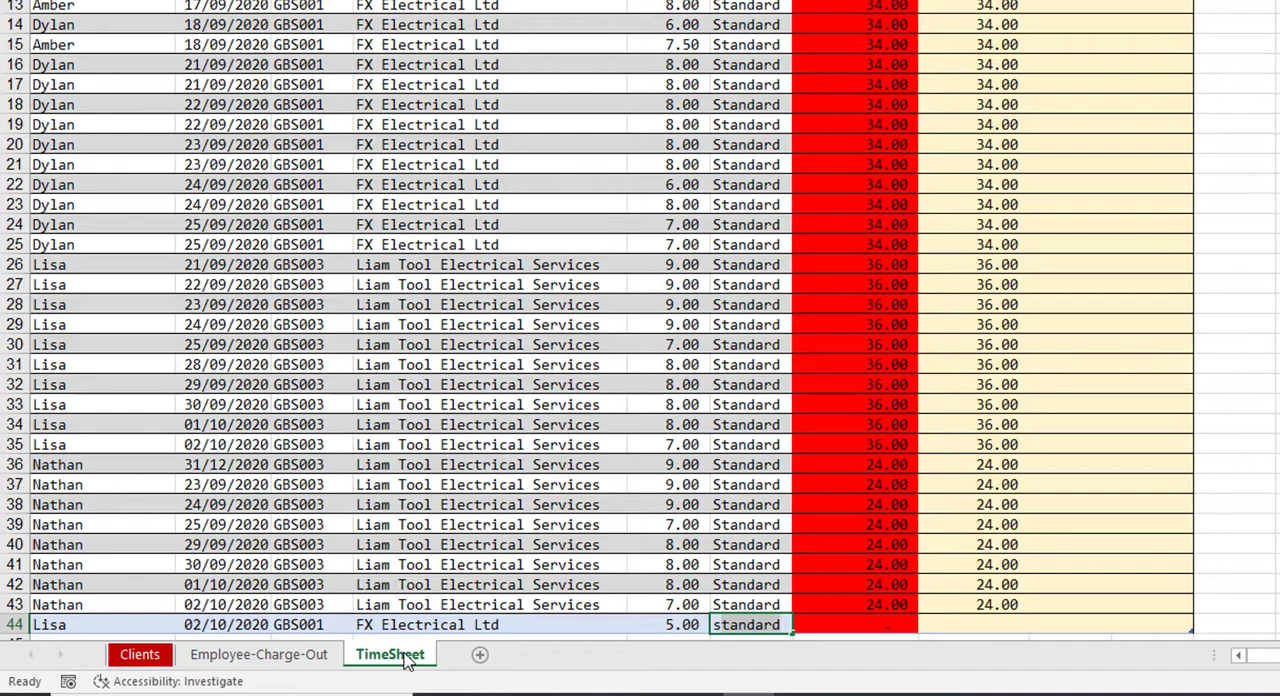 13 Amber 17/09/2020 GBS001 FX Electrical Ltd 8.00 Standard 34.00 34.00
14 Dylan 18/09/2020 GBS001 FX Electrical Ltd 6.00 Standard 34.00 34.00
15 Amber 18/09/2020 GBS001 FX Electrical Ltd 7.50 Standard 34.00 34.00
16 Dylan 21/09/2020 GBS001 FX Electrical Ltd 8.00 Standard 34.00 34.00
17 Dylan 21/09/2020 GBS001 FX Electrical Ltd 8.00 Standard 34.00 34.00
18 Dylan 22/09/2020 GBS001 FX Electrical Ltd 8.00 Standard 34.00 34.00
19 Dylan 22/09/2020 GBS001 FX Electrical Ltd 8.00 Standard 34.00 34.00
20 Dylan 23/09/2020 GBS001 FX Electrical Ltd 8.00 Standard 34.00 34.00
21 Dylan 23/09/2020 GBS001 FX Electrical Ltd 8.00 Standard 34.00 34.00
22 Dylan 24/09/2020 GBS001 FX Electrical Ltd 6.00 Standard 34.00 34.00
23 Dylan 24/09/2020 GBS001 FX Electrical Ltd 8.00 Standard 34.00 34.00
24 Dylan 25/09/2020 GBS001 FX Electrical Ltd 7.00 Standard 34.00 34.00
25 Dylan 25/09/2020 GBS001 FX Electrical Ltd 7.00 Standard 34.00 34.00
26 Lisa 21/09/2020 GBS003 Liam Tool Electrical Services 9.00 Standard 36.00 36.00
27 Lisa 22/09/2020 GBS003 Liam Tool Electrical Services 9.00 Standard 36.00 36.00
28 Lisa 23/09/2020 GBS003 Liam Tool Electrical Services 9.00 Standard 36.00 36.00
29 Lisa 24/09/2020 GBS003 Liam Tool Electrical Services 9.00 Standard 36.00 36.00
30 Lisa 25/09/2020 GBS003 Liam Tool Electrical Services 7.00 Standard 36.00 36.00
31 Lisa 28/09/2020 GBS003 Liam Tool Electrical Services 8.00 Standard 36.00 36.00
32 Lisa 29/09/2020 GBS003 Liam Tool Electrical Services 8.00 Standard 36.00 36.00
33 Lisa 30/09/2020 GBS003 Liam Tool Electrical Services 8.00 Standard 36.00 36.00
34 Lisa 01/10/2020 GBS003 Liam Tool Electrical Services 8.00 Standard 36.00 36.00
35 Lisa 02/10/2020 GBS003 Liam Tool Electrical Services 7.00 Standard 36.00 36.00
36 Nathan 31/12/2020 GBS003 Liam Tool Electrical Services 9.00 Standard 24.00 24.00
37 Nathan 23/09/2020 GBS003 Liam Tool Electrical Services 9.00 Standard 24.00 24.00
38 Nathan 24/09/2020 GBS003 Liam Tool Electrical Services 9.00 Standard 24.00 24.00
39 Nathan 25/09/2020 GBS003 Liam Tool Electrical Services 7.00 Standard 24.00 24.00
40 Nathan 29/09/2020 GBS003 Liam Tool Electrical Services 8.00 Standard 24.00 24.00
41 Nathan 30/09/2020 GBS003 Liam Tool Electrical Services 8.00 Standard 24.00 24.00
42 Nathan 01/10/2020 GBS003 Liam Tool Electrical Services 8.00 Standard 24.00 24.00
43 Nathan 02/10/2020 GBS003 Liam Tool Electrical Services 7.00 Standard 24.00 24.00
44 Lisa 02/10/2020 GBS001 FX Electrical Ltd 5.00 standard -
Clients Employee-Charge-Out TimeSheet
Ready Accessibility: Investigate